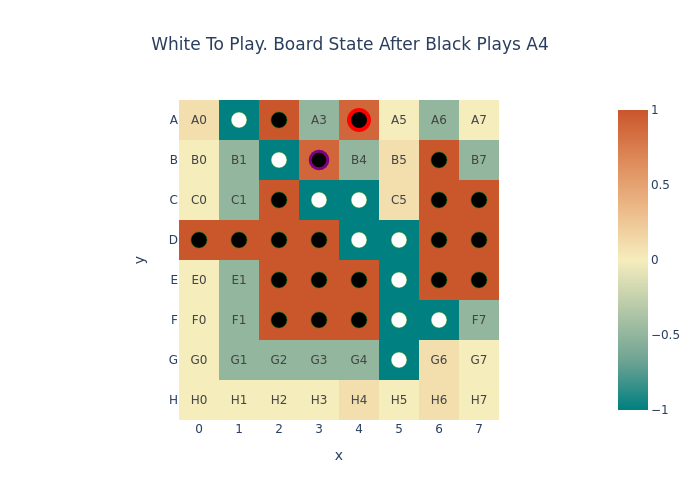 White To Play. Board State After Black Plays A4
A A0 A3 A5 A6 A7
B B0 B1 B4 B5 B7
C C0 C1 C5
D
E E0 E1
F F0 F1 F7
G G0 G1 G2 G3 G4 G6 G7
H H0 H1 H2 H3 H4 H5 H6 H7
0 1 2 3 4 5 6 7
x
y
1
0.5
0
−0.5
−1